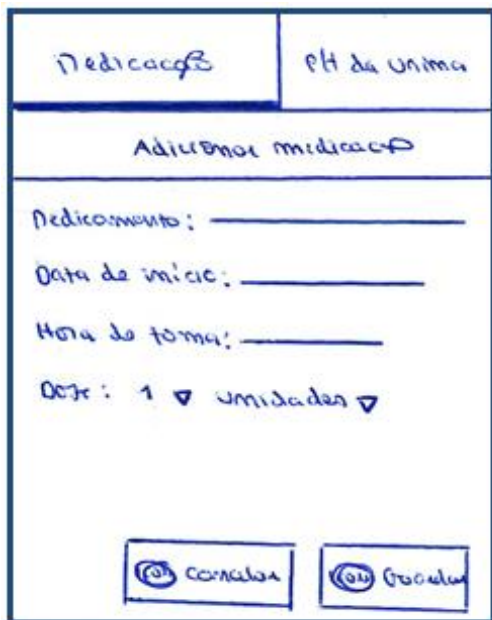 Medicação
PH da urina
Adicionar medicação
Medicamento:
Data de início:
Hora de toma:
Dose: 1 ▽ unidades ▽
Cancelar
Guardar